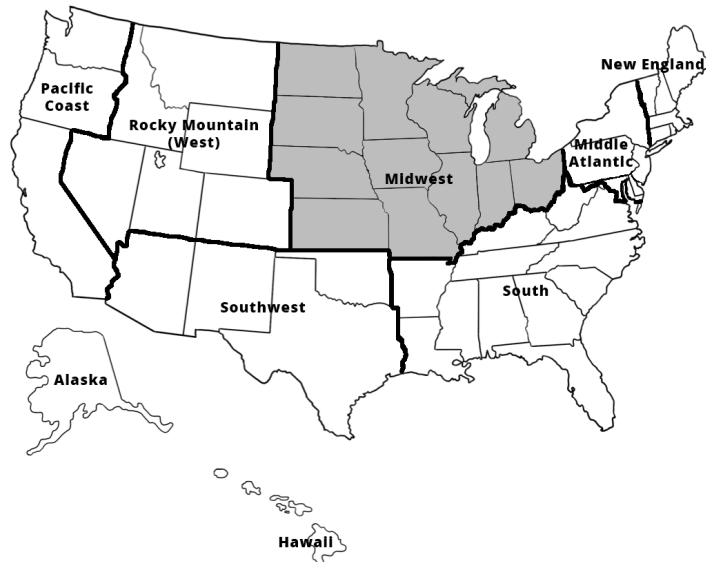 New England
Pacific
Coast
Rocky Mountain
(West)
Middle
Atlantic
Midwest
South
Southwest
Alaska
Hawaii